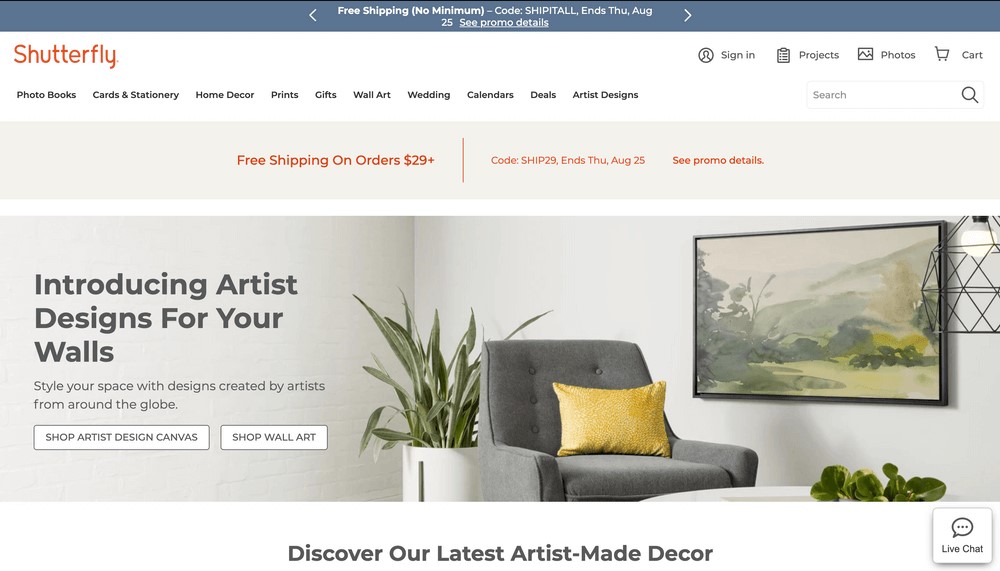 Free Shipping (No Minimum) – Code: SHIPITALL, Ends Thu, Aug
25 See promo details
Shutterfly
Sign in
Projects
Photos
Cart
Photo Books
Cards & Stationery
Home Decor
Prints
Gifts
Wall Art
Wedding
Calendars
Deals
Artist Designs
Search
Free Shipping On Orders $29+
Code: SHIP29, Ends Thu, Aug 25
See promo details.
Introducing Artist
Designs For Your
Walls
Style your space with designs created by artists
from around the globe.
SHOP ARTIST DESIGN CANVAS
SHOP WALL ART
Discover Our Latest Artist-Made Decor
Live Chat